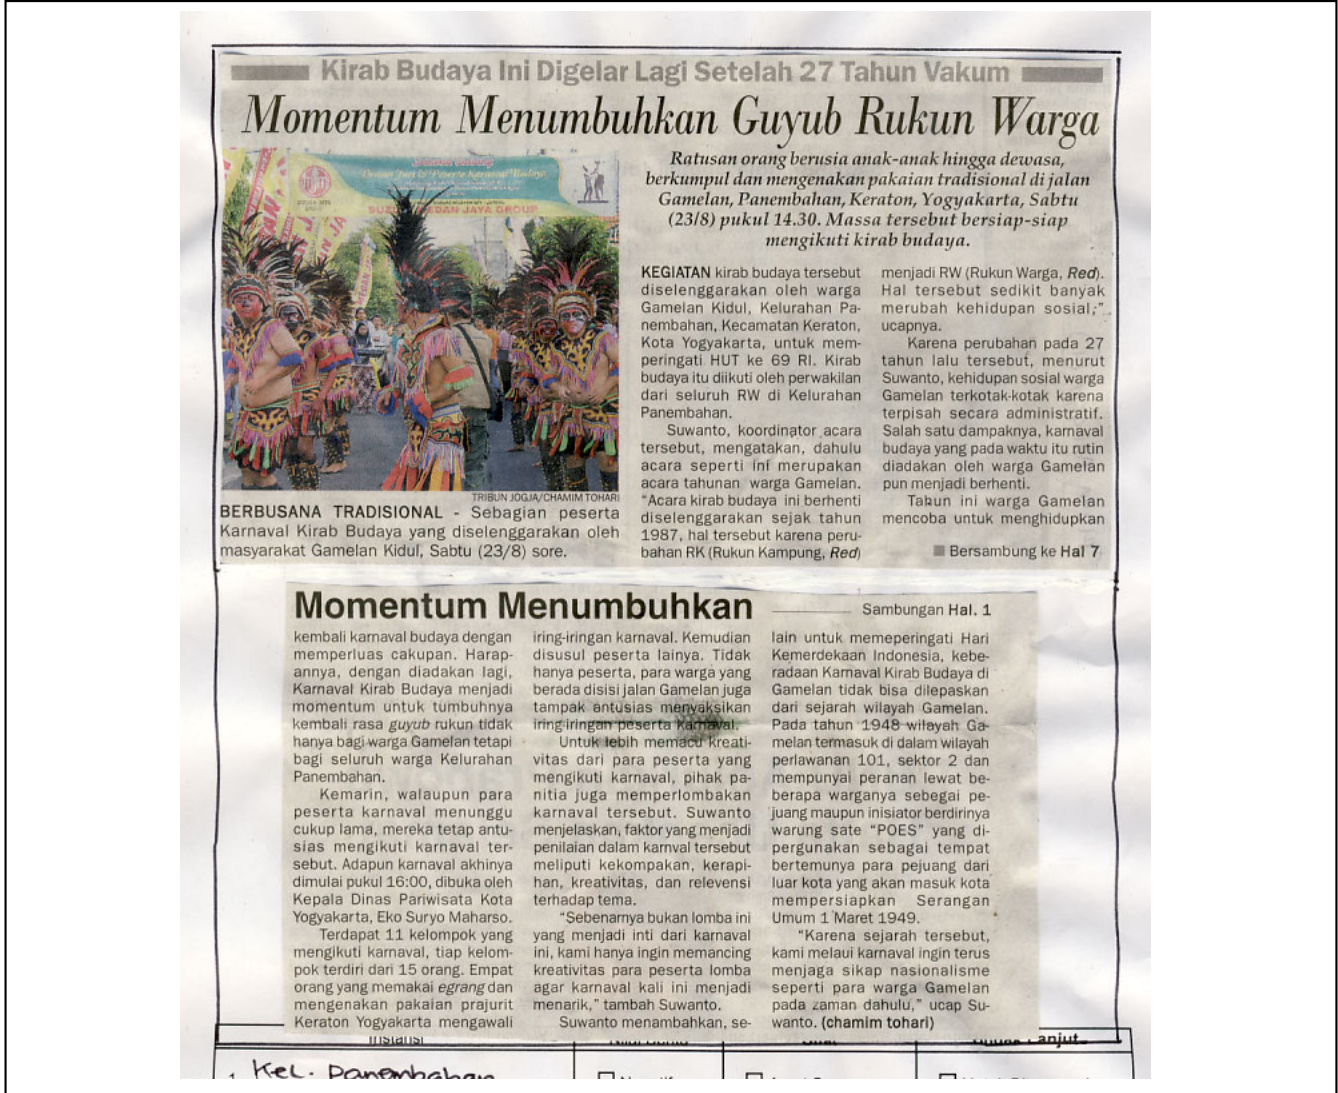 Kirab Budaya Ini Digelar Lagi Setelah 27 Tahun Vakum
Momentum Menumbuhkan Guyub Rukun Warga
SUZUKI
JAYA GROUP
TRIBUN JOGJA/CHAMIM TOHARI
BERBUSANA TRADISIONAL - Sebagian peserta
Karnaval Kirab Budaya yang diselenggarakan oleh
masyarakat Gamelan Kidul, Sabtu (23/8) sore.
Ratusan orang berusia anak-anak hingga dewasa,
berkumpul dan mengenakan pakaian tradisional di jalan
Gamelan, Panembahan, Keraton, Yogyakarta, Sabtu
(23/8) pukul 14.30. Massa tersebut bersiap-siap
mengikuti kirab budaya.
KEGIATAN kirab budaya tersebut
diselenggarakan oleh warga
Gamelan Kidul, Kelurahan Pa-
nembahan, Kecamatan Keraton,
Kota Yogyakarta, untuk mem-
peringati HUT ke 69 RI. Kirab
budaya itu diikuti oleh perwakilan
dari seluruh RW di Kelurahan
Panembahan.
Suwanto, koordinator acara
tersebut, mengatakan, dahulu
acara seperti ini merupakan
acara tahunan warga Gamelan.
"Acara kirab budaya ini berhenti
diselenggarakan sejak tahun
1987, hal tersebut karena peru-
bahan RK (Rukun Kampung, Red)
menjadi RW (Rukun Warga, Red).
Hal tersebut sedikit banyak
merubah kehidupan sosial,"
ucapnya.
Karena perubahan pada 27
tahun lalu tersebut, menurut
Suwanto, kehidupan sosial warga
Gamelan terkotak-kotak karena
terpisah secara administratif.
Salah satu dampaknya, karnaval
budaya yang pada waktu itu rutin
diadakan oleh warga Gamelan
pun menjadi berhenti.
Tahun ini warga Gamelan
mencoba untuk menghidupkan
Bersambung ke Hal 7
Momentum Menumbuhkan
Sambungan Hal. 1
kembali karnaval budaya dengan
memperluas cakupan. Harap-
annya, dengan diadakan lagi,
Karnaval Kirab Budaya menjadi
momentum untuk tumbuhnya
kembali rasa guyub rukun tidak
hanya bagi warga Gamelan tetapi
bagi seluruh warga Kelurahan
Panembahan.
Kemarin, walaupun para
peserta karnaval menunggu
cukup lama, mereka tetap antu-
sias mengikuti karnaval ter-
sebut. Adapun karnaval akhinya
dimulai pukul 16:00, dibuka oleh
Kepala Dinas Pariwisata Kota
Yogyakarta, Eko Suryo Maharso.
Terdapat 11 kelompok yang
mengikuti karnaval, tiap kelom-
pok terdiri dari 15 orang. Empat
orang yang memakai egrang dan
mengenakan pakaian prajurit
Keraton Yogyakarta mengawali
iring-iringan karnaval. Kemudian
disusul peserta lainya. Tidak
hanya peserta, para warga yang
berada disisi jalan Gamelan juga
tampak antusias menyaksikan
iring-iringan peserta karnaval.
Untuk lebih memacu kreati-
vitas dari para peserta yang
mengikuti karnaval, pihak pa-
nitia juga memperlombakan
karnaval tersebut. Suwanto
menjelaskan, faktor yang menjadi
penilaian dalam karnval tersebut
meliputi kekompakan, kerapi-
han, kreativitas, dan relevensi
terhadap tema.
"Sebenarnya bukan lomba ini
yang menjadi inti dari karnaval
ini, kami hanya ingin memancing
kreativitas para peserta lomba
agar karnaval kali ini menjadi
menarik," tambah Suwanto.
Suwanto menambahkan, se-
lain untuk memeperingati Hari
Kemerdekaan Indonesia, kebe-
radaan Karnaval Kirab Budaya di
Gamelan tidak bisa dilepaskan
dari sejarah wilayah Gamelan.
Pada tahun 1948 wilayah Ga-
melan termasuk di dalam wilayah
perlawanan 101, sektor 2 dan
mempunyai peranan lewat be-
berapa warganya sebegai pe-
juang maupun inisiator berdirinya
warung sate "POES" yang di-
pergunakan sebagai tempat
bertemunya para pejuang dari
luar kota yang akan masuk kota
mempersiapkan Serangan
Umum 1 Maret 1949.
"Karena sejarah tersebut,
kami melaui karnaval ingin terus
menjaga sikap nasionalisme
seperti para warga Gamelan
pada zaman dahulu," ucap Su-
wanto. (chamim tohari)
Instansi
1 Kel. Panembahan